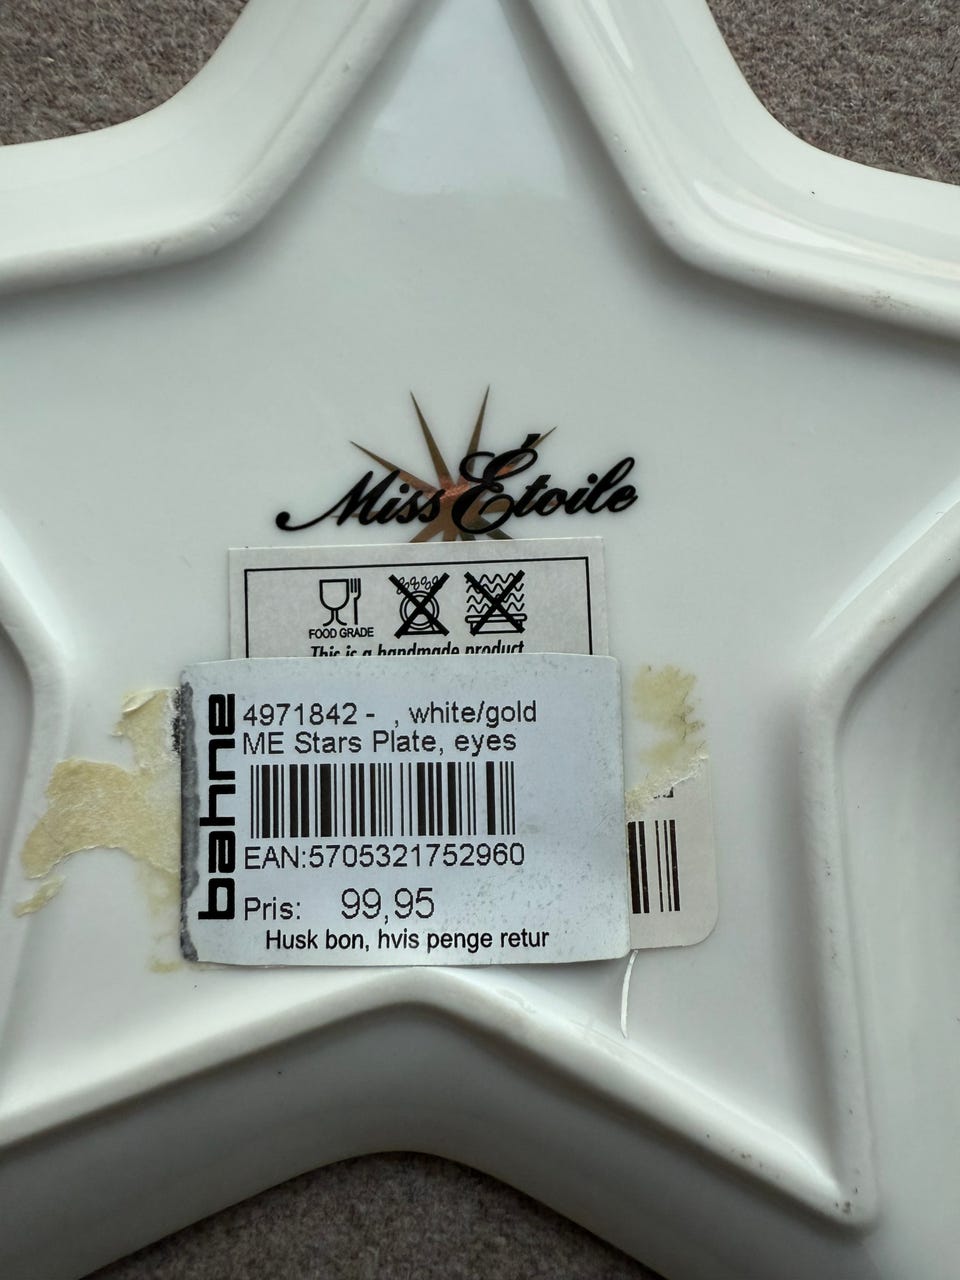 Miss Étoile
FOOD GRADE
This is a handmade product
bahne
4971842 - , white/gold
ME Stars Plate, eyes
EAN:5705321752960
Pris: 99,95
Husk bon, hvis penge retur